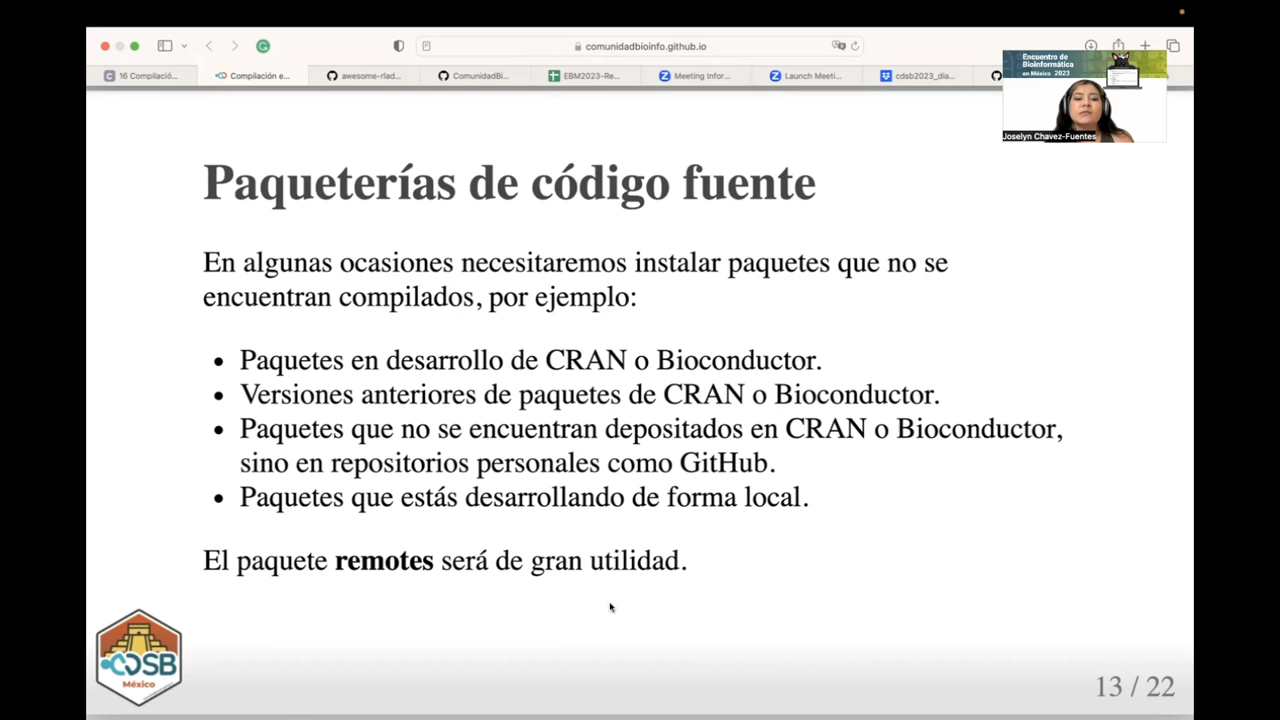 comunidadbioinfo.github.io
16 Compilació...
Compilación e...
awesome-rlad...
ComunidadBi...
EBM2023-Re...
Meeting Infor...
Launch Meeti...
cdsb2023_dia...
Encuentro de
Bioinformática
en México 2023
Joselyn Chavez-Fuentes
Paqueterías de código fuente
En algunas ocasiones necesitaremos instalar paquetes que no se
encuentran compilados, por ejemplo:
• Paquetes en desarrollo de CRAN o Bioconductor.
• Versiones anteriores de paquetes de CRAN o Bioconductor.
• Paquetes que no se encuentran depositados en CRAN o Bioconductor,
sino en repositorios personales como GitHub.
• Paquetes que estás desarrollando de forma local.
El paquete remotes será de gran utilidad.
CDSB
México
13 / 22